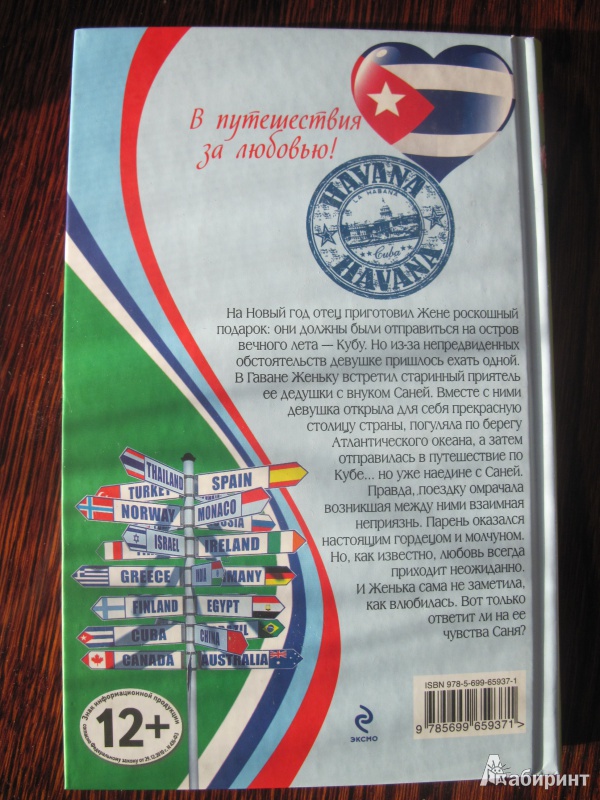 В путешествия
за любовью!
HAVANA
LA HABANA
Cuba
HAVANA
На Новый год отец приготовил Жене роскошный
подарок: они должны были отправиться на остров
вечного лета — Кубу. Но из-за непредвиденных
обстоятельств девушке пришлось ехать одной.
В Гаване Женьку встретил старинный приятель
ее дедушки с внуком Саней. Вместе с ними
девушка открыла для себя прекрасную
столицу страны, погуляла по берегу
Атлантического океана, а затем
отправилась в путешествие по
Кубе... но уже наедине с Саней.
Правда, поездку омрачала
возникшая между ними взаимная
неприязнь. Парень оказался
настоящим гордецом и молчуном.
Но, как известно, любовь всегда
приходит неожиданно.
И Женька сама не заметила,
как влюбилась. Вот только
ответит ли на ее
чувства Саня?
THAILAND
SPAIN
TURKEY
NORWAY
MONACO
ISRAEL
IRELAND
GREECE
FINLAND
EGYPT
CUBA
CHINA
CANADA
AUSTRALIA
Знак информационной продукции
12+
ЭКСМО
ISBN 978-5-699-65937-1
9 785699 659371 >
Лабиринт